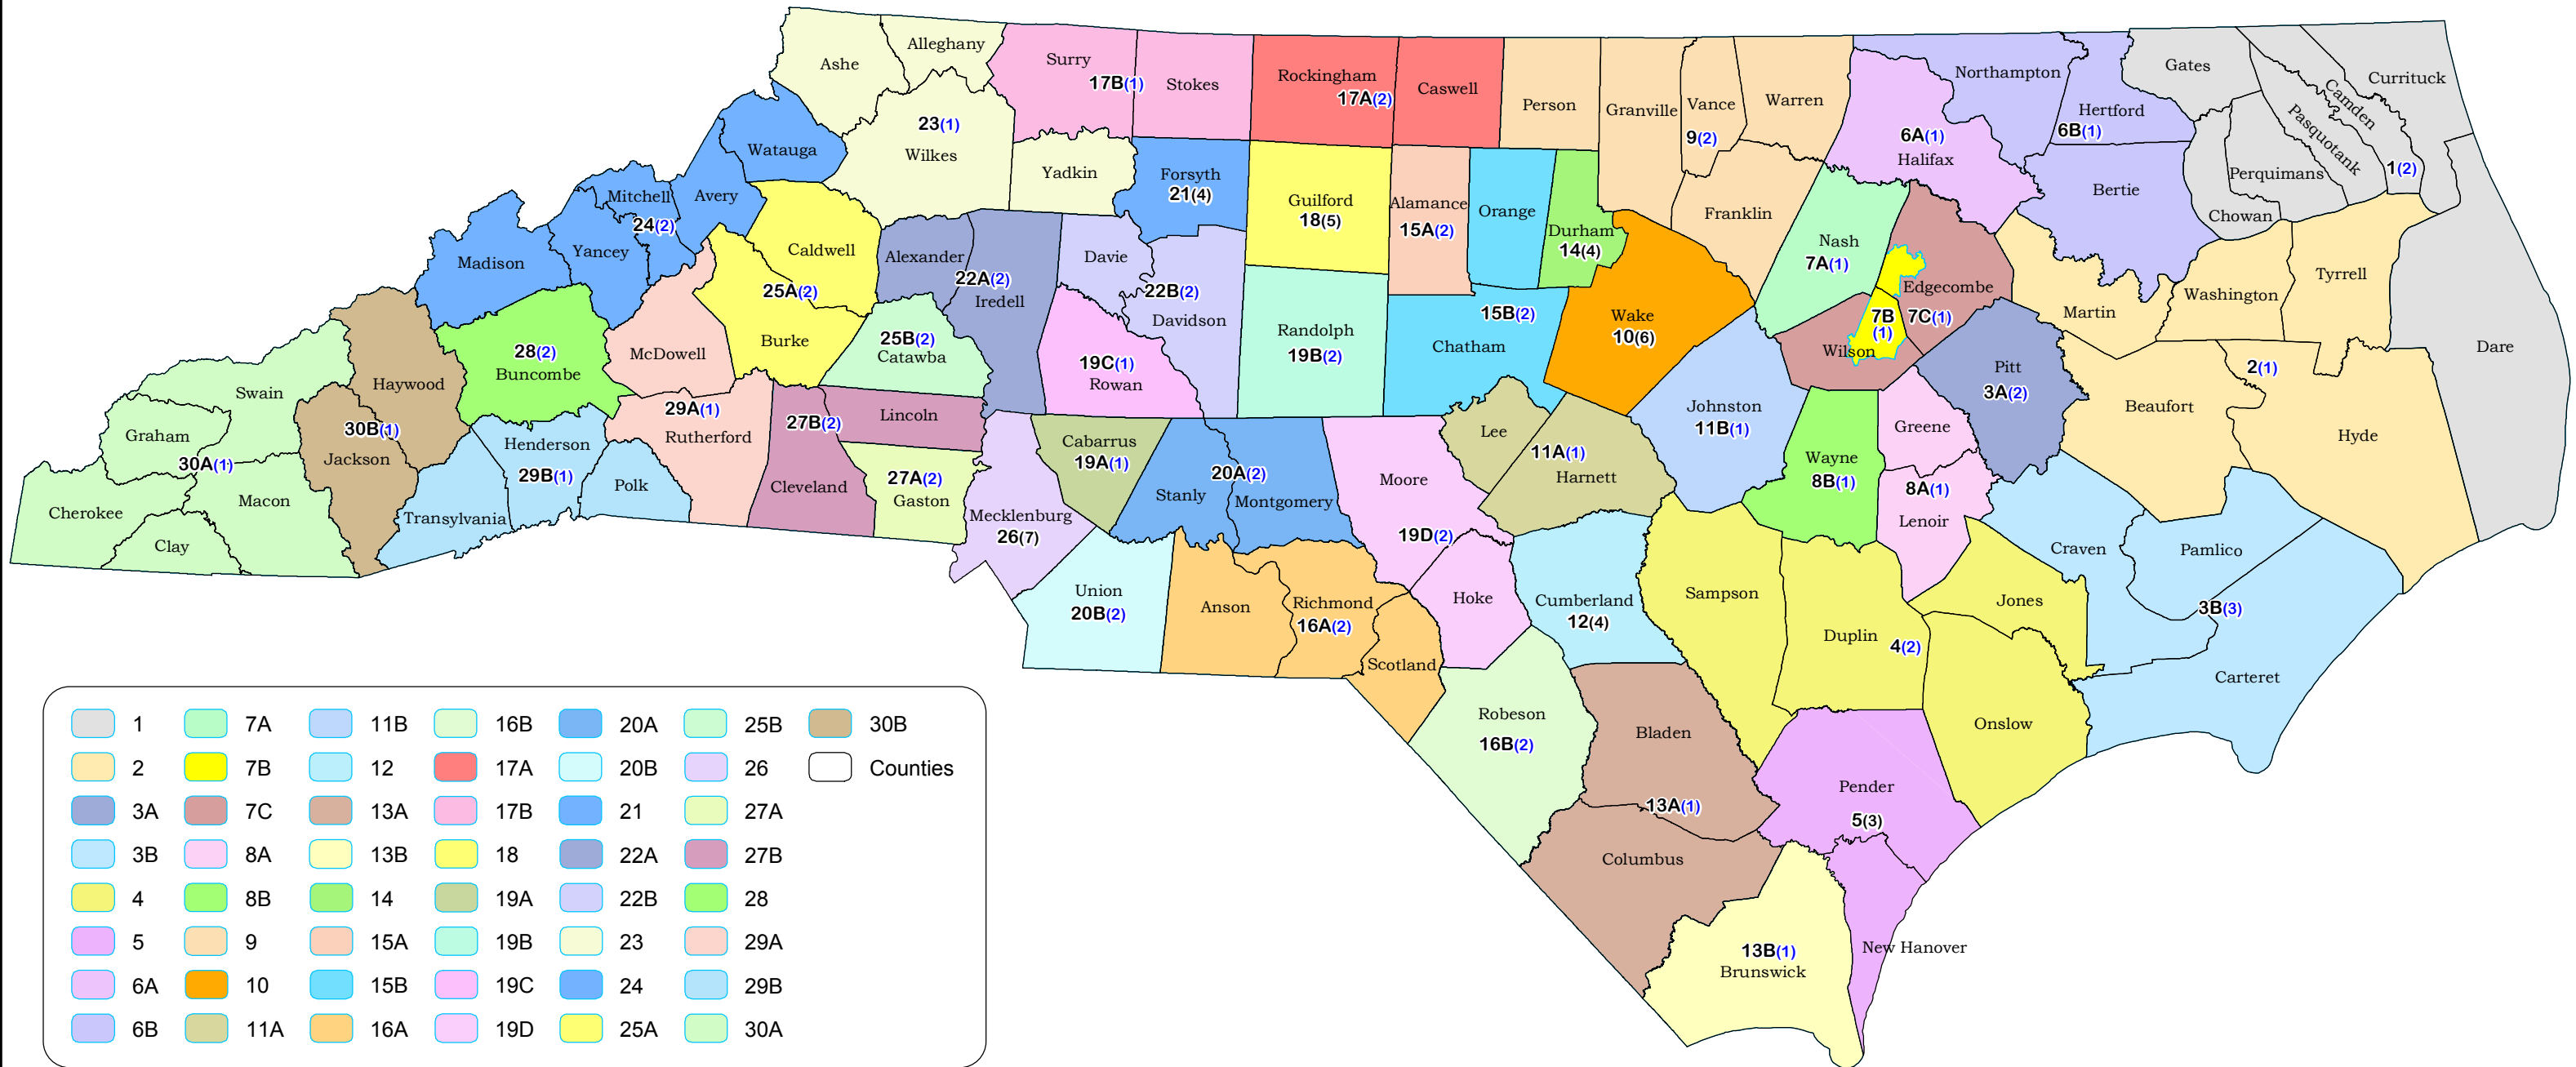 Ashe
Alleghany
Surry
17B(1)
Stokes
Rockingham
17A(2)
Caswell
Person
Granville
Vance
9(2)
Warren
Northampton
Hertford
6B(1)
Gates
Camden
Currituck
Pasquotank
1(2)
Perquimans
Chowan
Watauga
23(1)
Wilkes
Yadkin
Forsyth
21(4)
Guilford
18(5)
Alamance
15A(2)
Orange
Durham
14(4)
Franklin
6A(1)
Halifax
Bertie
Mitchell
24(2)
Avery
Yancey
Madison
Caldwell
25A(2)
Burke
Alexander
22A(2)
Iredell
Davie
22B(2)
Davidson
Nash
7A(1)
Edgecombe
7C(1)
7B
(1)
Wilson
Martin
Washington
Tyrrell
Dare
Swain
Haywood
28(2)
Buncombe
McDowell
25B(2)
Catawba
19C(1)
Rowan
Randolph
19B(2)
15B(2)
Chatham
Wake
10(6)
Johnston
11B(1)
Pitt
3A(2)
2(1)
Beaufort
Hyde
Graham
30A(1)
30B(1)
Jackson
Henderson
29B(1)
29A(1)
Rutherford
27B(2)
Lincoln
Cabarrus
19A(1)
20A(2)
Stanly
Montgomery
Moore
19D(2)
Lee
11A(1)
Harnett
Wayne
8B(1)
Greene
8A(1)
Lenoir
Cherokee
Macon
Clay
Transylvania
Polk
Cleveland
27A(2)
Gaston
Mecklenburg
26(7)
Union
20B(2)
Anson
Richmond
16A(2)
Scotland
Hoke
Cumberland
12(4)
Sampson
Duplin
4(2)
Jones
Craven
Pamlico
3B(3)
Carteret
Onslow
Robeson
16B(2)
Bladen
13A(1)
Columbus
Pender
5(3)
New Hanover
13B(1)
Brunswick
1 7A 11B 16B 20A 25B 30B
2 7B 12 17A 20B 26 Counties
3A 7C 13A 17B 21 27A
3B 8A 13B 18 22A 27B
4 8B 14 19A 22B 28
5 9 15A 19B 23 29A
6A 10 15B 19C 24 29B
6B 11A 16A 19D 25A 30A